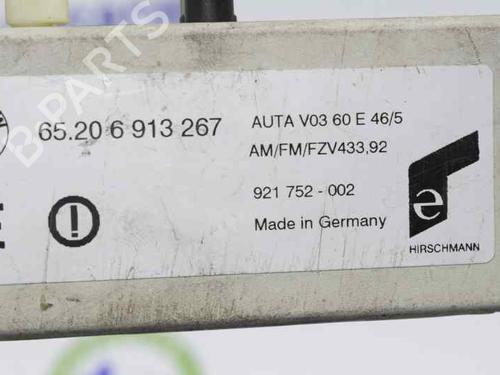 65.20 6 913 267
AUTA V03 60 E 46/5
AM/FM/FZV433,92
921 752 - 002
Made in Germany
e
HIRSCHMANN
B PARTS